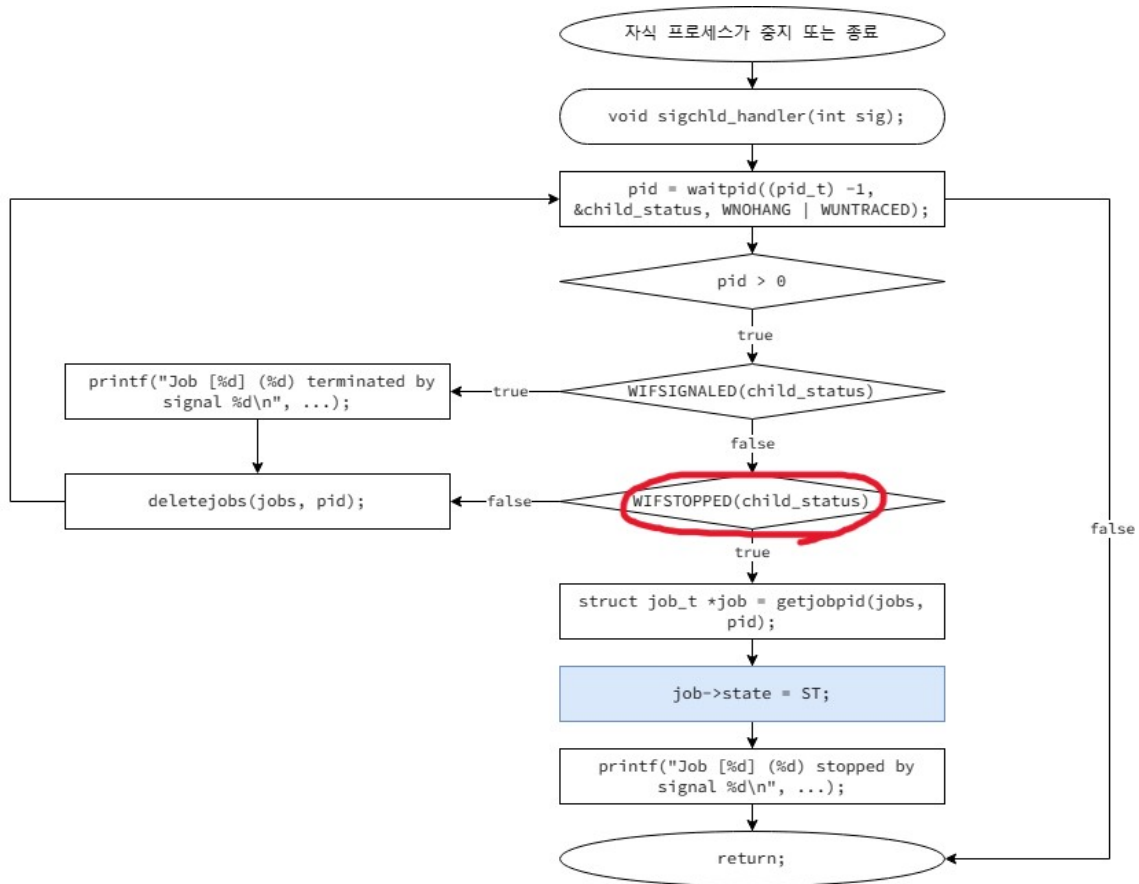 자식 프로세스가 중지 또는 종료
void sigchld_handler(int sig);
pid = waitpid((pid_t) -1,
&child_status, WNOHANG | WUNTRACED);
pid > 0
true
printf("Job [%d] (%d) terminated by
signal %d\n", ...);
true
WIFSIGNALED(child_status)
false
deletejobs(jobs, pid);
false
WIFSTOPPED(child_status)
false
true
struct job_t *job = getjobpid(jobs,
pid);
job->state = ST;
printf("Job [%d] (%d) stopped by
signal %d\n", ...);
return;